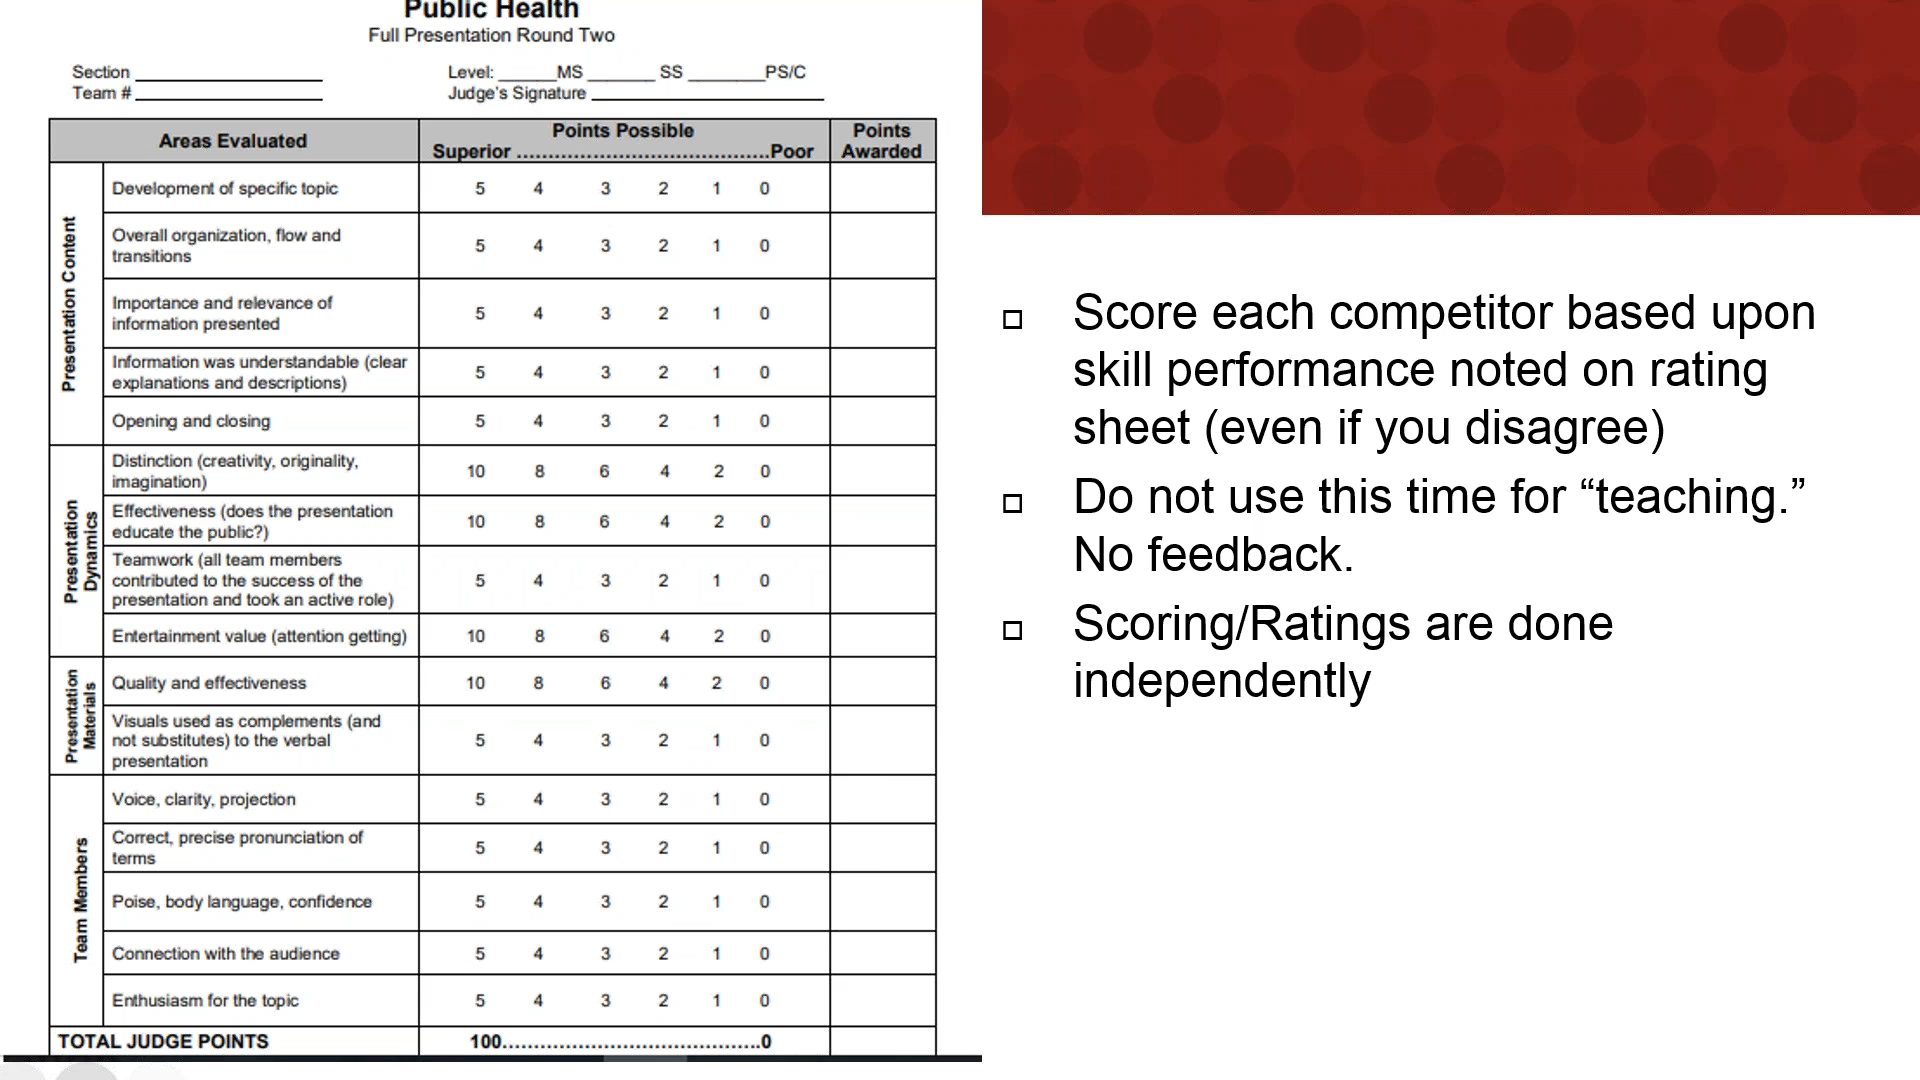 Public Health
Full Presentation Round Two
Section ____________________ Level: ______MS _______ SS ________PS/C
Team # ____________________ Judge's Signature _________________________
Areas Evaluated
Points Possible
Superior ……………………………………..Poor
Points
Awarded
Presentation Content
Development of specific topic
5 4 3 2 1 0
Overall organization, flow and
transitions
5 4 3 2 1 0
Importance and relevance of
information presented
5 4 3 2 1 0
Information was understandable (clear
explanations and descriptions)
5 4 3 2 1 0
Opening and closing
5 4 3 2 1 0
Presentation
Dynamics
Distinction (creativity, originality,
imagination)
10 8 6 4 2 0
Effectiveness (does the presentation
educate the public?)
10 8 6 4 2 0
Teamwork (all team members
contributed to the success of the
presentation and took an active role)
5 4 3 2 1 0
Entertainment value (attention getting)
10 8 6 4 2 0
Presentation
Materials
Quality and effectiveness
10 8 6 4 2 0
Visuals used as complements (and
not substitutes) to the verbal
presentation
5 4 3 2 1 0
Team Members
Voice, clarity, projection
5 4 3 2 1 0
Correct, precise pronunciation of
terms
5 4 3 2 1 0
Poise, body language, confidence
5 4 3 2 1 0
Connection with the audience
5 4 3 2 1 0
Enthusiasm for the topic
5 4 3 2 1 0
TOTAL JUDGE POINTS
100……………………………………..0
Score each competitor based upon
skill performance noted on rating
sheet (even if you disagree)
Do not use this time for “teaching.”
No feedback.
Scoring/Ratings are done
independently